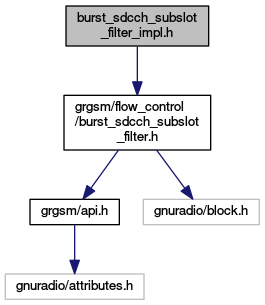 burst_sdcch_subslot
_filter_impl.h
grgsm/flow_control
/burst_sdcch_subslot
_filter.h
grgsm/api.h
gnuradio/block.h
gnuradio/attributes.h